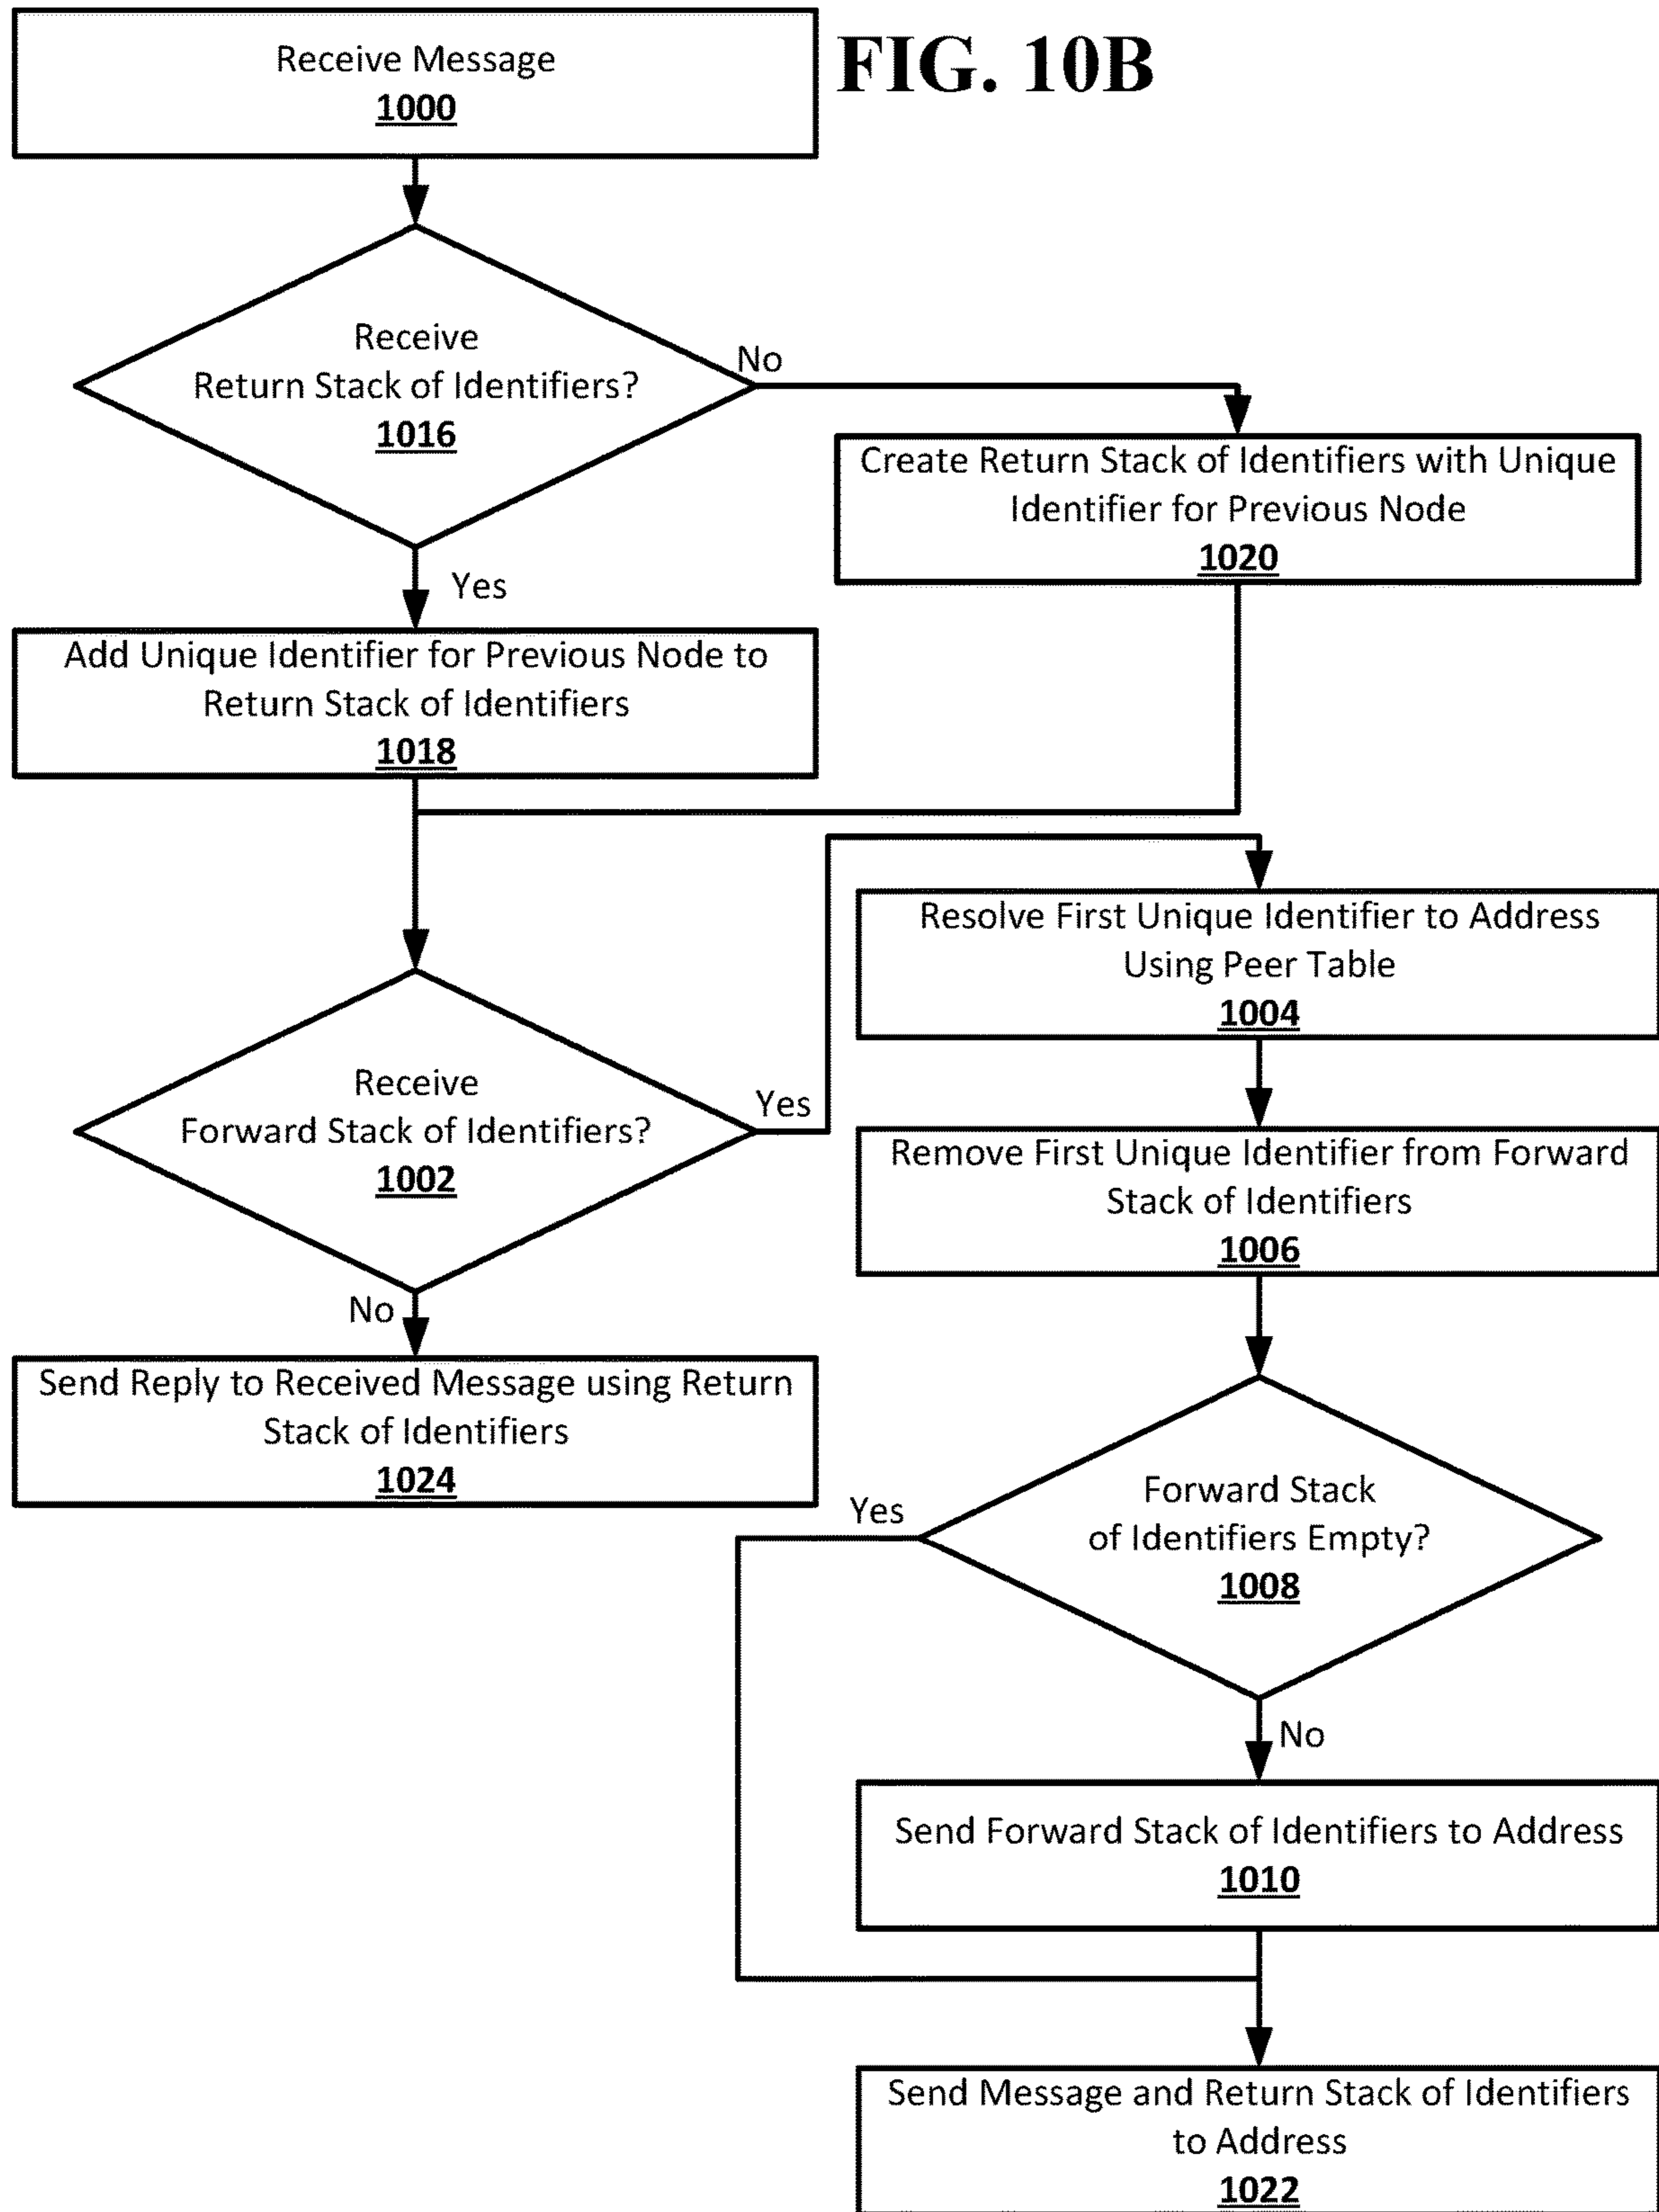 Receive Message
1000
FIG. 10B
Receive
Return Stack of Identifiers?
1016
No
Create Return Stack of Identifiers with Unique
Identifier for Previous Node
1020
Yes
Add Unique Identifier for Previous Node to
Return Stack of Identifiers
1018
Receive
Forward Stack of Identifiers?
1002
Yes
Resolve First Unique Identifier to Address
Using Peer Table
1004
Remove First Unique Identifier from Forward
Stack of Identifiers
1006
No
Send Reply to Received Message using Return
Stack of Identifiers
1024
Forward Stack
of Identifiers Empty?
1008
Yes
No
Send Forward Stack of Identifiers to Address
1010
Send Message and Return Stack of Identifiers
to Address
1022